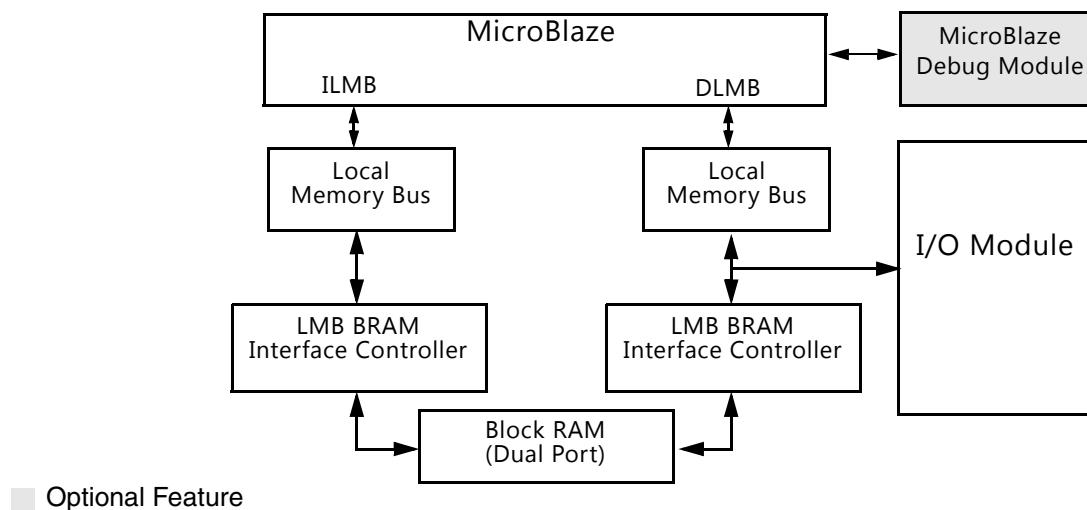 MicroBlaze
MicroBlaze
Debug Module
ILMB
DLMB
Local
Memory Bus
Local
Memory Bus
I/O Module
LMB BRAM
Interface Controller
LMB BRAM
Interface Controller
Block RAM
(Dual Port)
Optional Feature